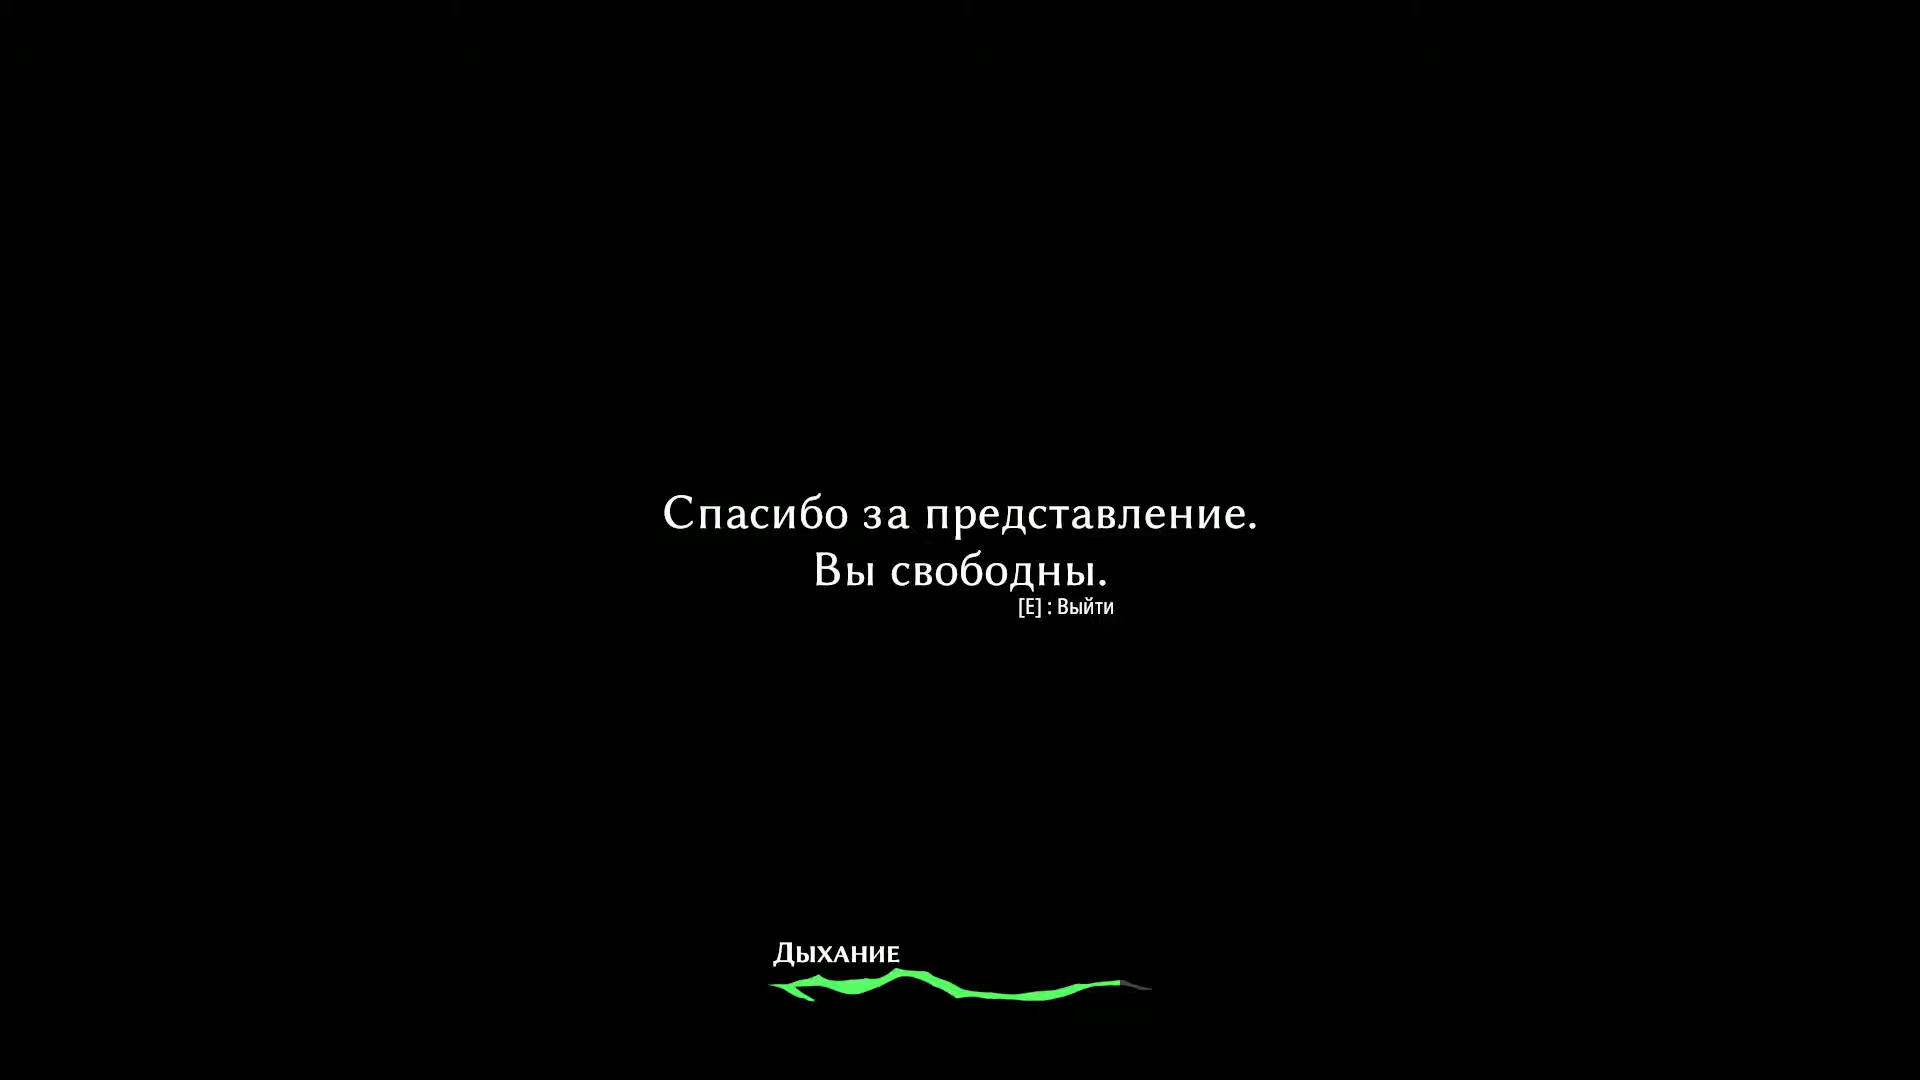 Спасибо за представление.
Вы свободны.
[E] : Выйти
Дыхание